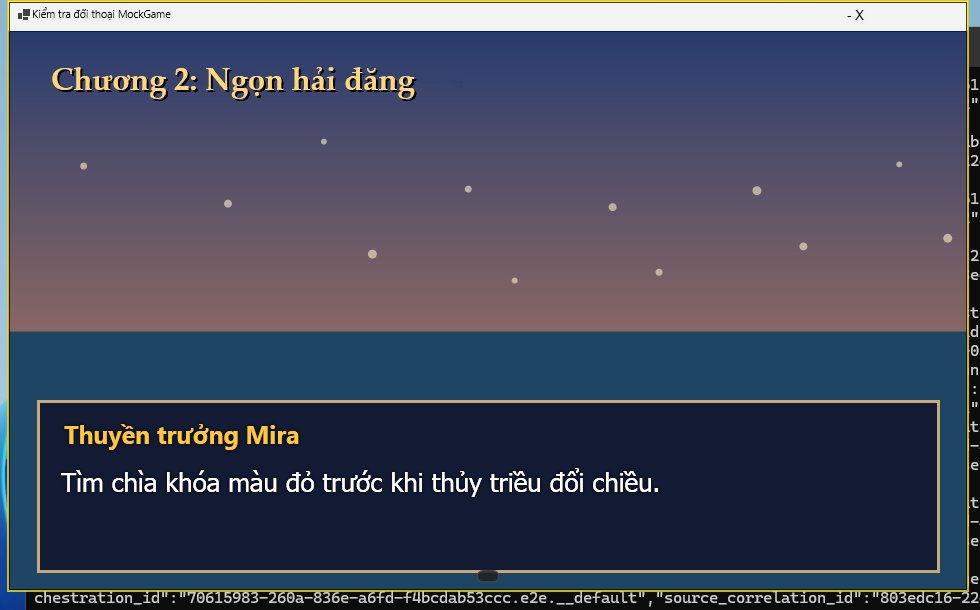 Kiểm tra đối thoại MockGame
- X
Chương 2: Ngọn hải đăng
Thuyền trưởng Mira
Tìm chìa khóa màu đỏ trước khi thủy triều đổi chiều.
chestration_id":"70615983-260a-836e-a6fd-f4bcdab53ccc.e2e.__default","source_correlation_id":"803edc16-2